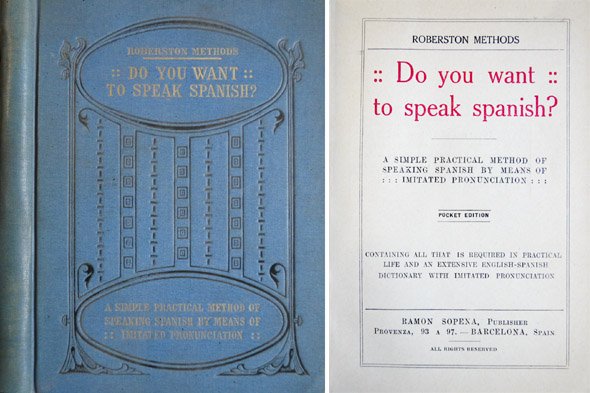 ROBERSTON METHODS
:: DO YOU WANT ::
TO SPEAK SPANISH?
A SIMPLE PRACTICAL METHOD OF
SPEAKING SPANISH BY MEANS OF
:: IMITATED PRONUNCIATION ::
ROBERSTON METHODS
:: Do you want ::
to speak spanish?
A SIMPLE PRACTICAL METHOD OF
SPEAKING SPANISH BY MEANS OF
: : : IMITATED PRONUNCIATION : : :
POCKET EDITION
CONTAINING ALL THAT IS REQUIRED IN PRACTICAL
LIFE AND AN EXTENSIVE ENGLISH-SPANISH
DICTIONARY WITH IMITATED PRONUNCIATION
RAMON SOPENA, Publisher
Provenza, 93 a 97.—BARCELONA, Spain
ALL RIGHTS RESERVED